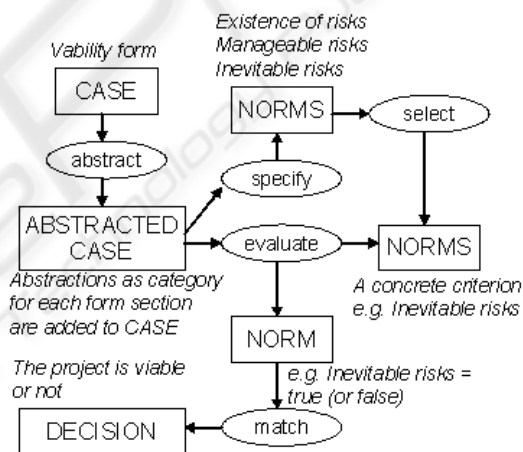 Existence of risks
Manageable risks
Inevitable risks
Vability form
CASE
NORMS
select
abstract
specify
ABSTRACTED
CASE
evaluate
NORMS
Abstractions as category
for each form section
are added to CASE
A concrete criterion
e.g. Inevitable risks
NORM
The project is viable
or not
e.g. Inevitable risks =
true (or false)
DECISION
match